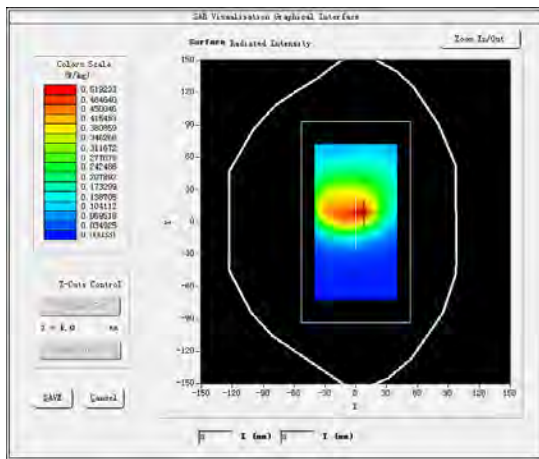 SAR Visualisation Graphical Interface
Surface Radiated Intensity
Zoom In/Out
Colors Scale
(W/kg)
0.519233
0.484640
0.450046
0.415453
0.380859
0.346266
0.311672
0.277079
0.242486
0.207892
0.173299
0.138705
0.104112
0.069518
0.034925
150
120
90
60
30
0
-30
-60
-90
-120
-150
Y
-150 -120 -90 -60 -30 0 30 60 90 120 150
X
Z-Cuts Control
mm
SAVE
Cancel
0 X (mm) 0 Y (mm)